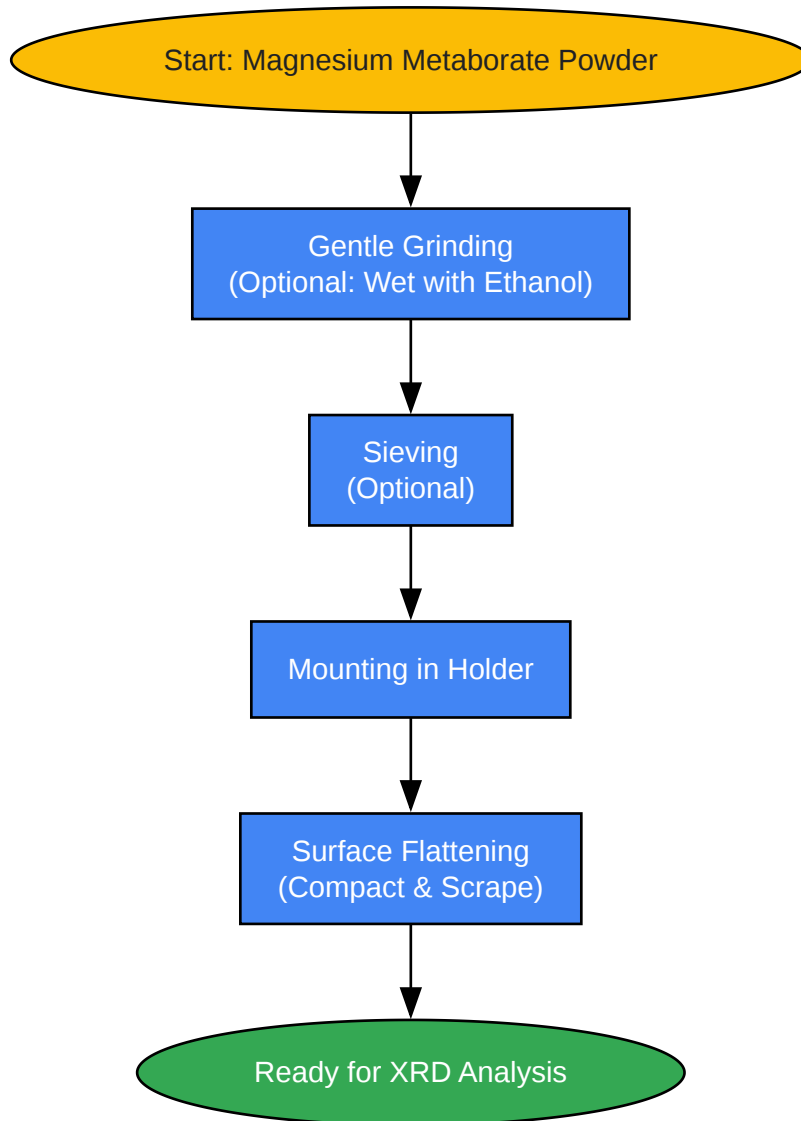 Start: Magnesium Metaborate Powder
Gentle Grinding
(Optional: Wet with Ethanol)
Sieving
(Optional)
Mounting in Holder
Surface Flattening
(Compact & Scrape)
Ready for XRD Analysis